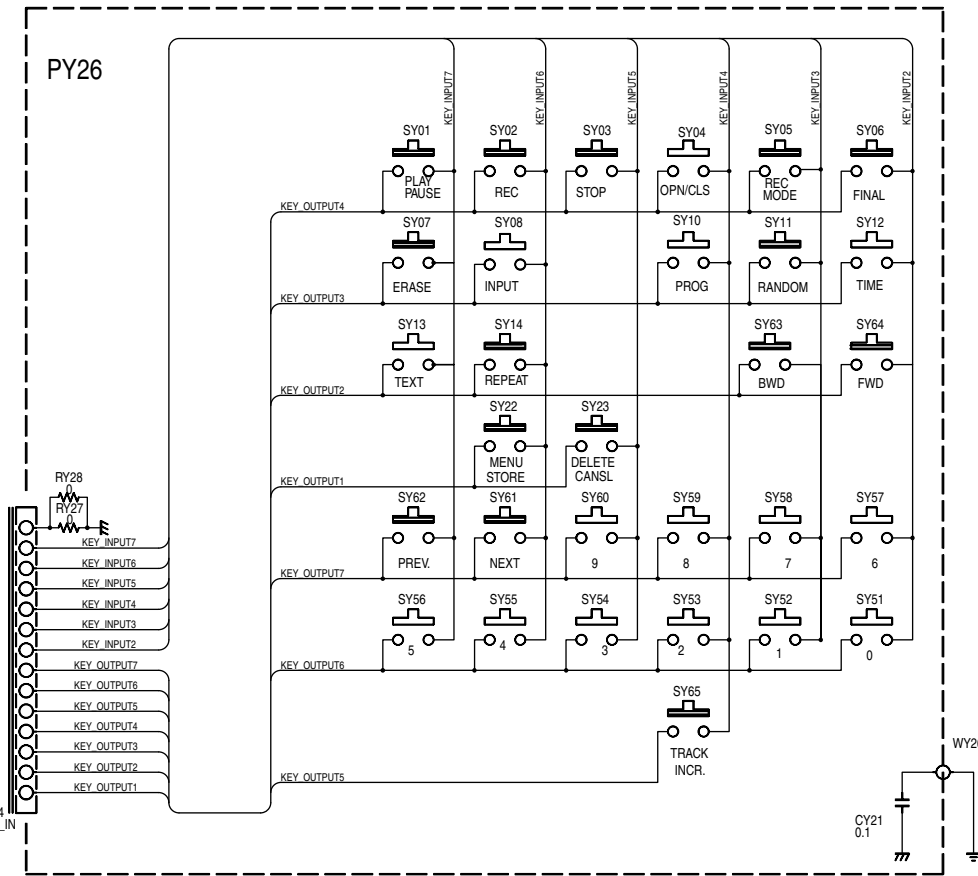 PY26
KEY_INPUT7
KEY_INPUT6
KEY_INPUT5
KEY_INPUT4
KEY_INPUT3
KEY_INPUT2
SY01 SY02 SY03 SY04 SY05 SY06
PLAY PAUSE
REC
STOP
OPN/CLS
REC MODE
FINAL
KEY_OUTPUT4
SY07 SY08 SY10 SY11 SY12
ERASE INPUT PROG RANDOM TIME
KEY_OUTPUT3
SY13 SY14 SY63 SY64
TEXT REPEAT BWD FWD
KEY_OUTPUT2
SY22 SY23
MENU STORE
DELETE CANSL
KEY_OUTPUT1
RY28
0
RY27
0
SY62 SY61 SY60 SY59 SY58 SY57
PREV. NEXT 9 8 7 6
KEY_OUTPUT7
SY56 SY55 SY54 SY53 SY52 SY51
5 4 3 2 1 0
KEY_OUTPUT6
SY65
TRACK
INCR.
KEY_OUTPUT5
KEY_INPUT7
KEY_INPUT6
KEY_INPUT5
KEY_INPUT4
KEY_INPUT3
KEY_INPUT2
KEY_OUTPUT7
KEY_OUTPUT6
KEY_OUTPUT5
KEY_OUTPUT4
KEY_OUTPUT3
KEY_OUTPUT2
KEY_OUTPUT1
4
_IN
CY21
0.1